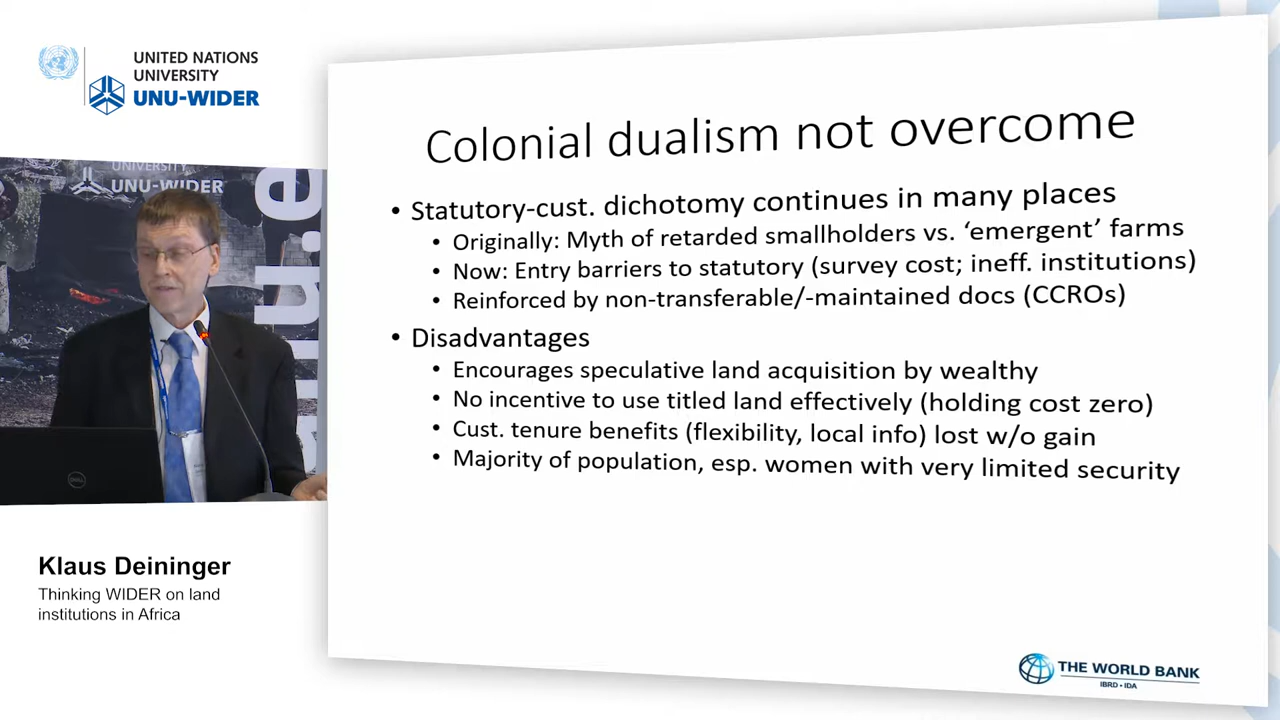 UNITED NATIONS
UNIVERSITY
UNU-WIDER
UNIVERSITY
UNU-WIDER
DELL
Klaus Deininger
Thinking WIDER on land
institutions in Africa
Colonial dualism not overcome
• Statutory-cust. dichotomy continues in many places
• Originally: Myth of retarded smallholders vs. ‘emergent’ farms
• Now: Entry barriers to statutory (survey cost; ineff. institutions)
• Reinforced by non-transferable/-maintained docs (CCROs)
• Disadvantages
• Encourages speculative land acquisition by wealthy
• No incentive to use titled land effectively (holding cost zero)
• Cust. tenure benefits (flexibility, local info) lost w/o gain
• Majority of population, esp. women with very limited security
THE WORLD BANK
IBRD • IDA